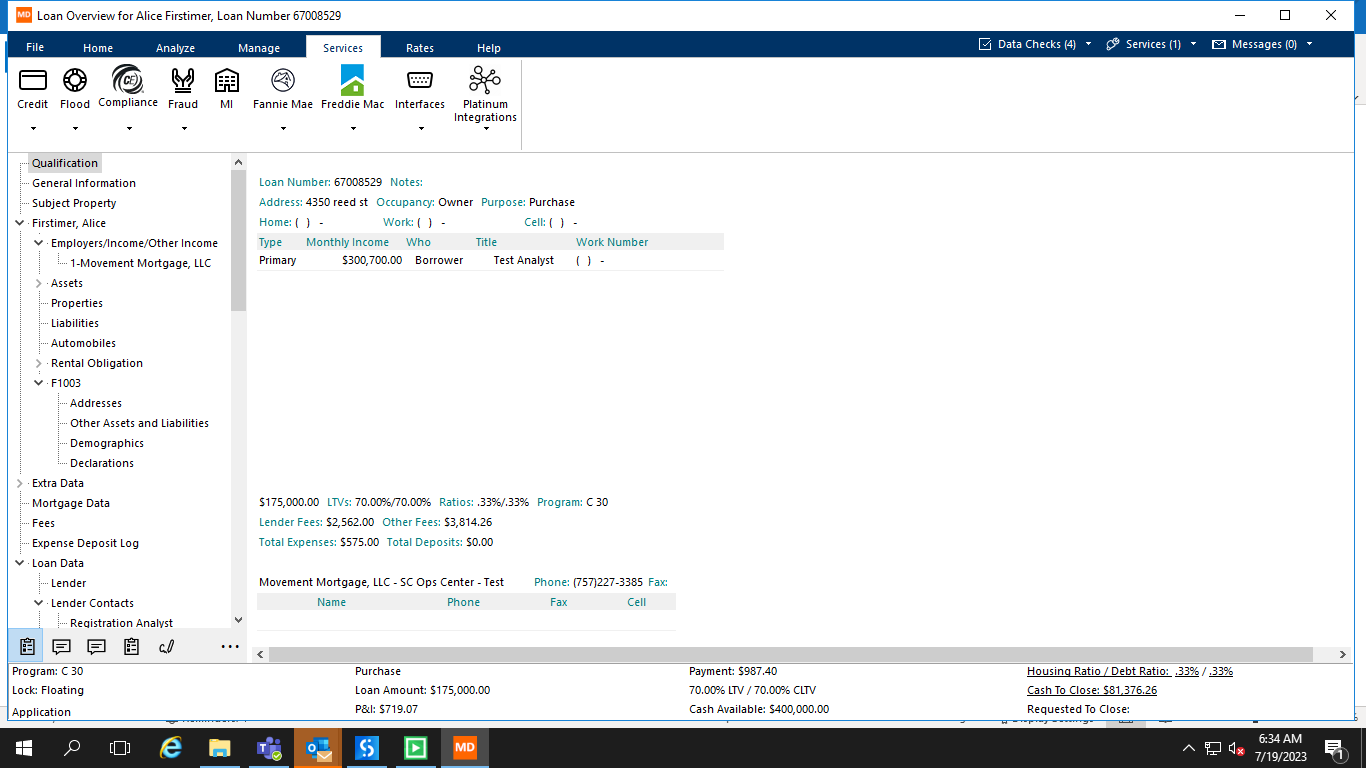 MD Loan Overview for Alice Firstimer, Loan Number 67008529
File Home Analyze Manage Services Rates Help Data Checks (4) Services (1) Messages (0)
Credit Flood Compliance Fraud MI Fannie Mae Freddie Mac Interfaces Platinum Integrations
Qualification
General Information
Subject Property
Firstimer, Alice
Employers/Income/Other Income
1-Movement Mortgage, LLC
Assets
Properties
Liabilities
Automobiles
Rental Obligation
F1003
Addresses
Other Assets and Liabilities
Demographics
Declarations
Extra Data
Mortgage Data
Fees
Expense Deposit Log
Loan Data
Lender
Lender Contacts
Registration Analyst
Loan Number: 67008529 Notes:
Address: 4350 reed st Occupancy: Owner Purpose: Purchase
Home: ( ) - Work: ( ) - Cell: ( ) -
Type Monthly Income Who Title Work Number
Primary $300,700.00 Borrower Test Analyst ( ) -
$175,000.00 LTVs: 70.00%/70.00% Ratios: .33%/.33% Program: C 30
Lender Fees: $2,562.00 Other Fees: $3,814.26
Total Expenses: $575.00 Total Deposits: $0.00
Movement Mortgage, LLC - SC Ops Center - Test Phone: (757)227-3385 Fax:
Name Phone Fax Cell
Program: C 30 Purchase Payment: $987.40 Housing Ratio / Debt Ratio: .33% / .33%
Lock: Floating Loan Amount: $175,000.00 70.00% LTV / 70.00% CLTV Cash To Close: $81,376.26
Application P&I: $719.07 Cash Available: $400,000.00 Requested To Close:
MD
6:34 AM
7/19/2023
1